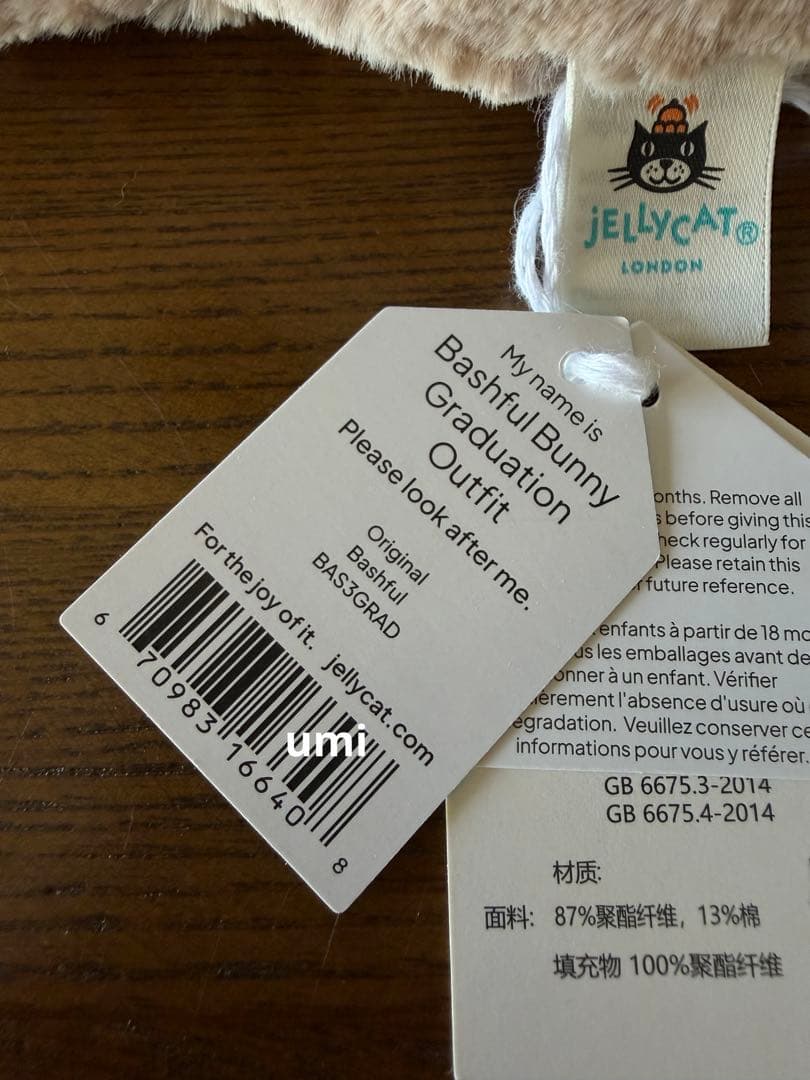 jELLYCAT®
LONDON
My name is
Bashful Bunny
Graduation
Outfit
Please look after me.
Original
Bashful
BAS3GRAD
For the joy of it. jellycat.com
6 70983 16640 8
umi
onths. Remove all
s before giving this
heck regularly for
Please retain this
future reference.
enfants à partir de 18 mo
us les emballages avant de
onner à un enfant. Vérifier
èrement l'absence d'usure où
égradation. Veuillez conserver ce
informations pour vous y référer.
GB 6675.3-2014
GB 6675.4-2014
材质:
面料: 87%聚酯纤维, 13%棉
填充物 100%聚酯纤维